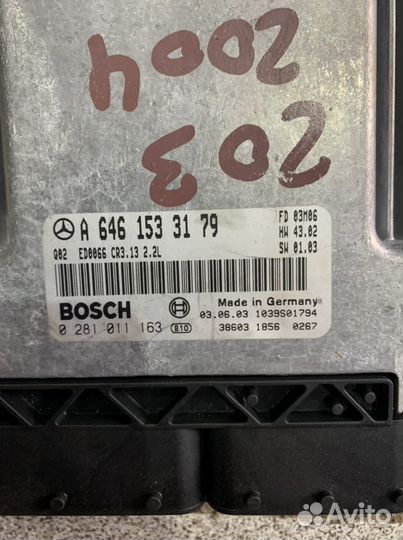 2004
203
A 646 153 31 79
FD 03M06
HW 43.02
SW 01.03
Q02 ED0066 CR3.13 2.2L
BOSCH
Made in Germany
03.06.03 1039S01794
0 281 011 163 810
38603 1856 0267
Avito